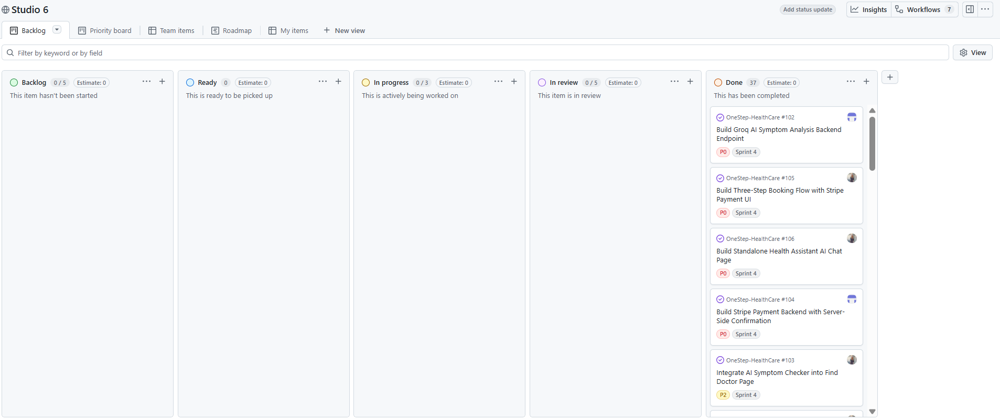 Studio 6
Add status update
Insights
Workflows 7
Backlog
Priority board
Team items
Roadmap
My items
New view
Filter by keyword or by field
View
Backlog 0 / 5 Estimate: 0
This item hasn't been started
Ready 0 Estimate: 0
This is ready to be picked up
In progress 0 / 3 Estimate: 0
This is actively being worked on
In review 0 / 5 Estimate: 0
This item is in review
Done 37 Estimate: 0
This has been completed
OneStep-HealthCare #102
Build Groq AI Symptom Analysis Backend
Endpoint
P0 Sprint 4
OneStep-HealthCare #105
Build Three-Step Booking Flow with Stripe
Payment UI
P0 Sprint 4
OneStep-HealthCare #106
Build Standalone Health Assistant AI Chat
Page
P0 Sprint 4
OneStep-HealthCare #104
Build Stripe Payment Backend with Server-
Side Confirmation
P0 Sprint 4
OneStep-HealthCare #103
Integrate AI Symptom Checker into Find
Doctor Page
P2 Sprint 4